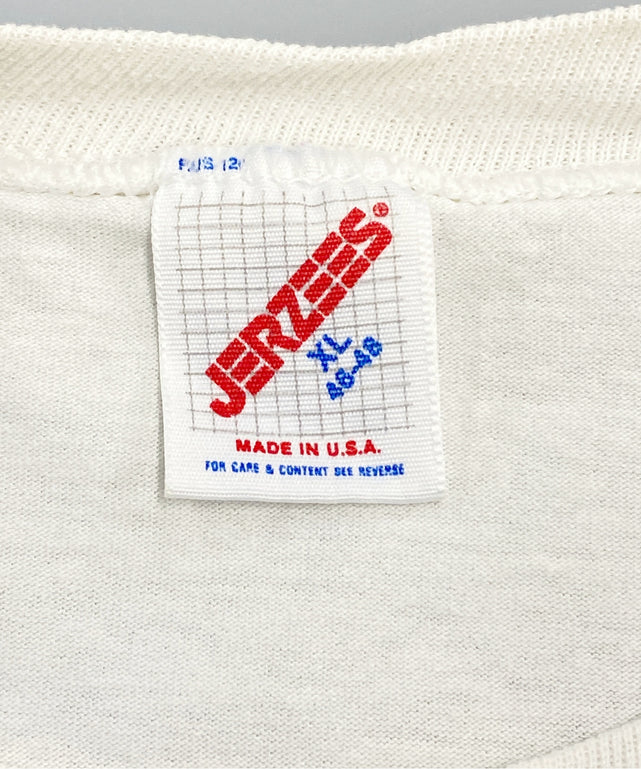 JERZEES®
XL
46-48
MADE IN U.S.A.
FOR CARE & CONTENT SEE REVERSE